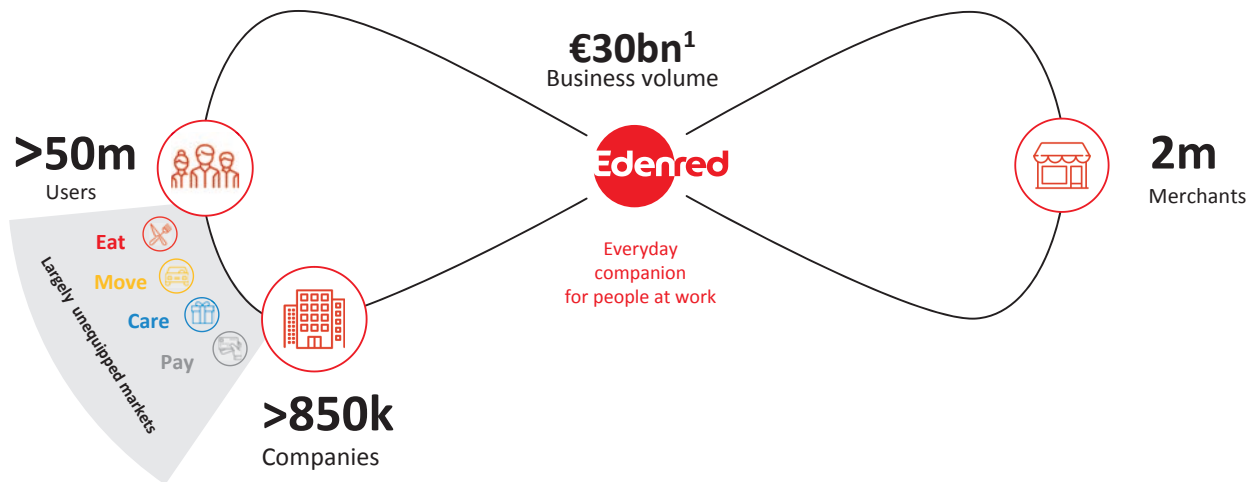 €30bn¹
Business volume
>50m
Users
Edenred
2m
Merchants
Eat
Move
Care
Pay
Largely unequipped markets
Everyday
companion
for people at work
>850k
Companies